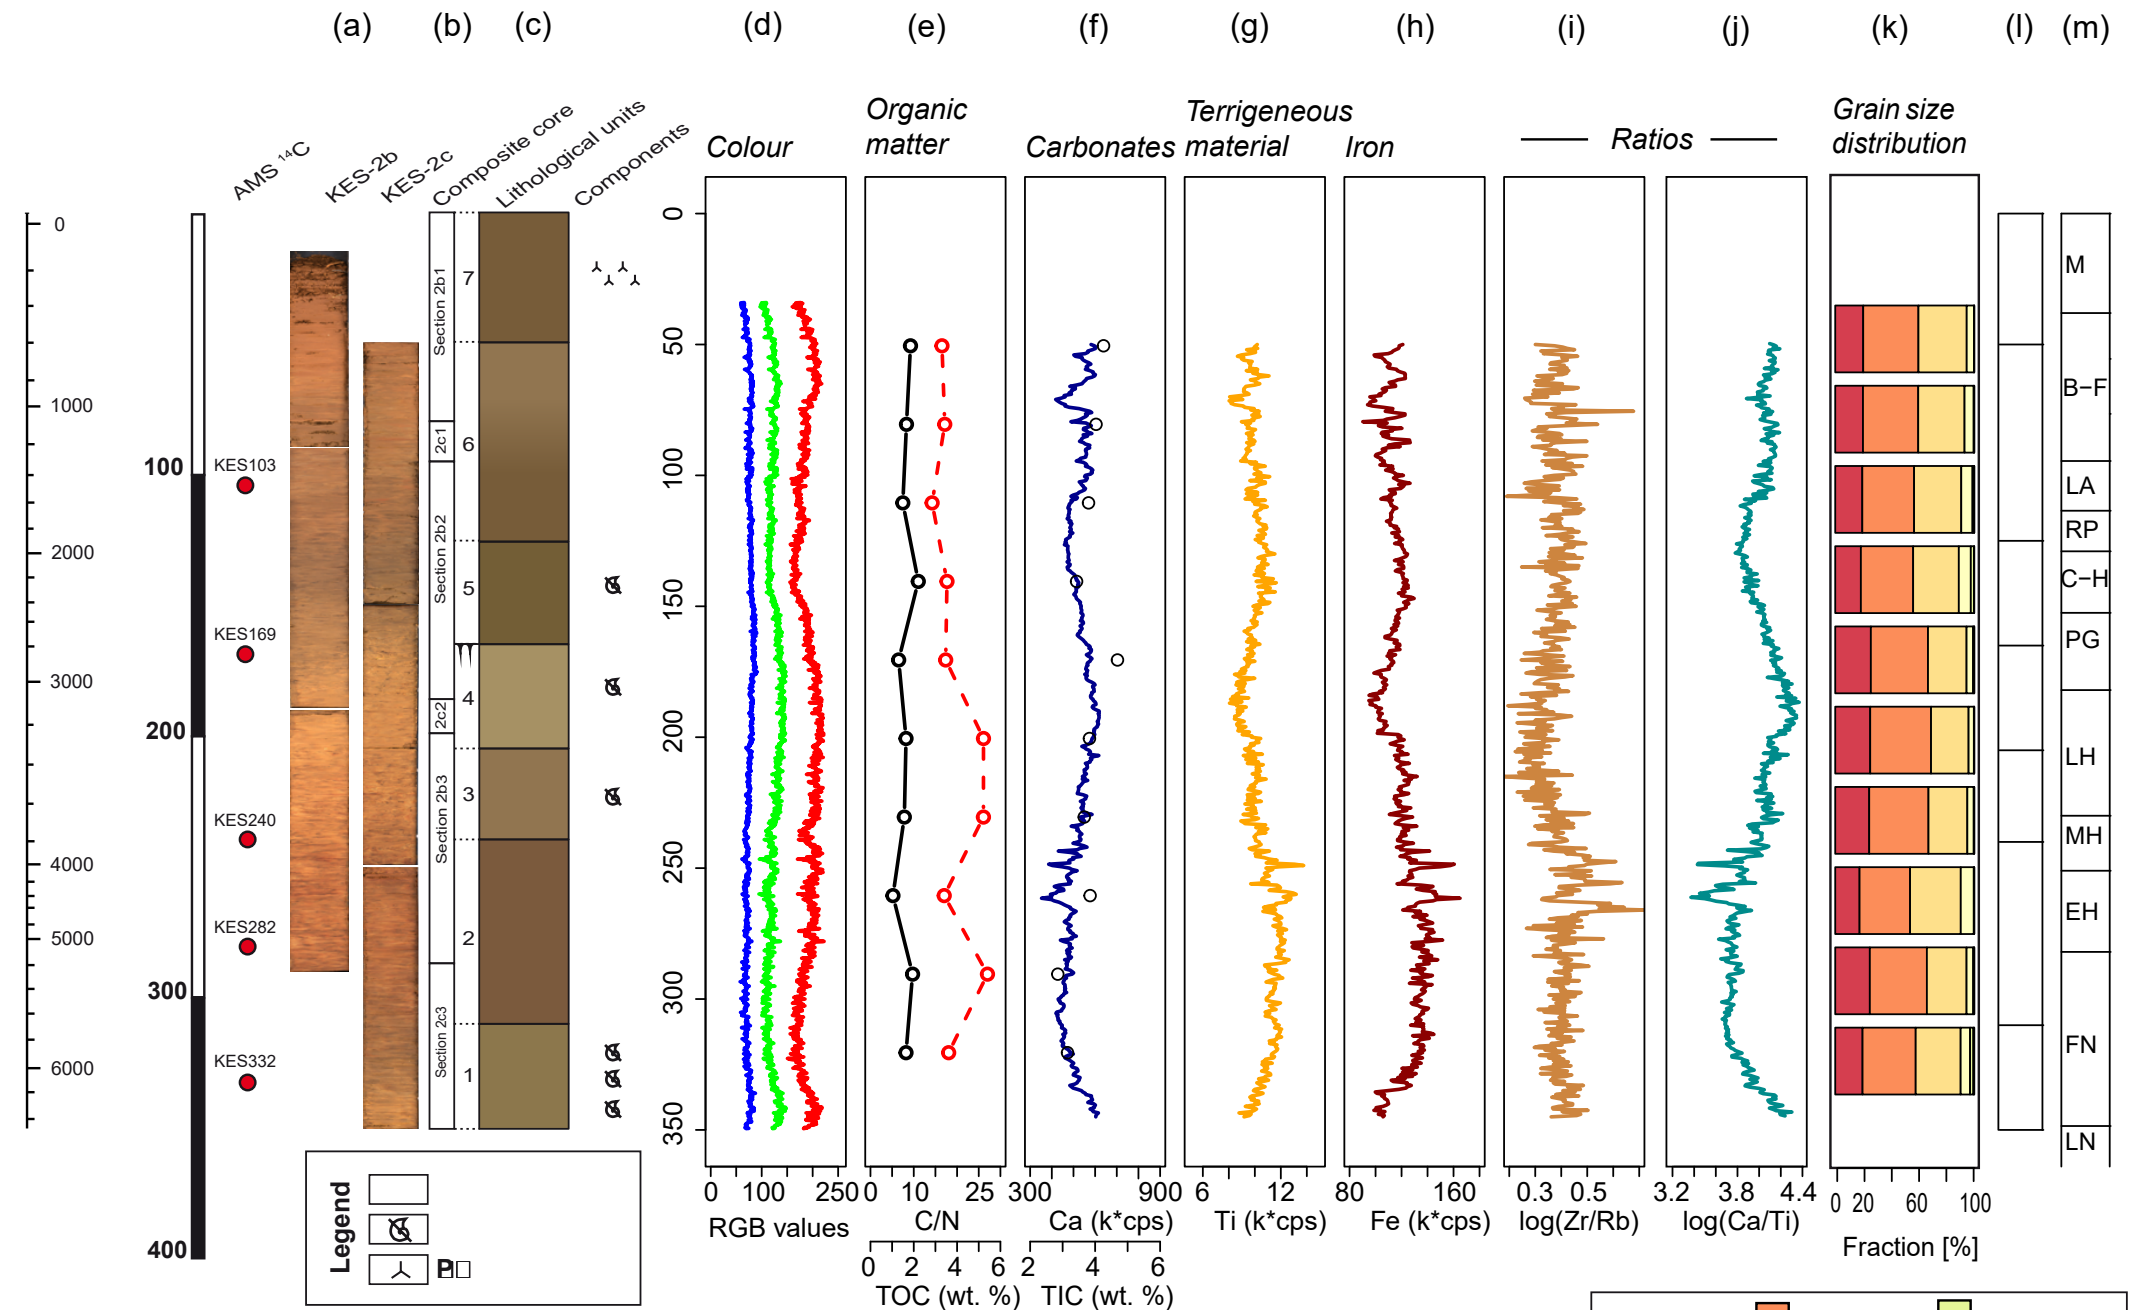 (a) (b) (c) (d) (e) (f) (g) (h) (i) (j) (k) (l) (m)
AMS ¹⁴C
KES-2b
KES-2c
Composite core
Lithological units
Components
Colour
Organic
matter
Carbonates
Terrigeneous
material
Iron
Ratios
Grain size
distribution
0
1000
2000
3000
4000
5000
6000
100
200
300
400
KES103
KES169
KES240
KES282
KES332
Section 2b1
2c1
Section 2b2
2c2
Section 2b3
Section 2c3
7
6
5
4
3
2
1
0
50
100
150
200
250
300
350
M
B–F
LA
RP
C–H
PG
LH
MH
EH
FN
LN
0 100 250
RGB values
0 10 25
C/N
0 2 4 6
TOC (wt. %)
300 900
Ca (k*cps)
2 4 6
TIC (wt. %)
6 12
Ti (k*cps)
80 160
Fe (k*cps)
0.3 0.5
log(Zr/Rb)
3.2 3.8 4.4
log(Ca/Ti)
0 20 60 100
Fraction [%]
Legend